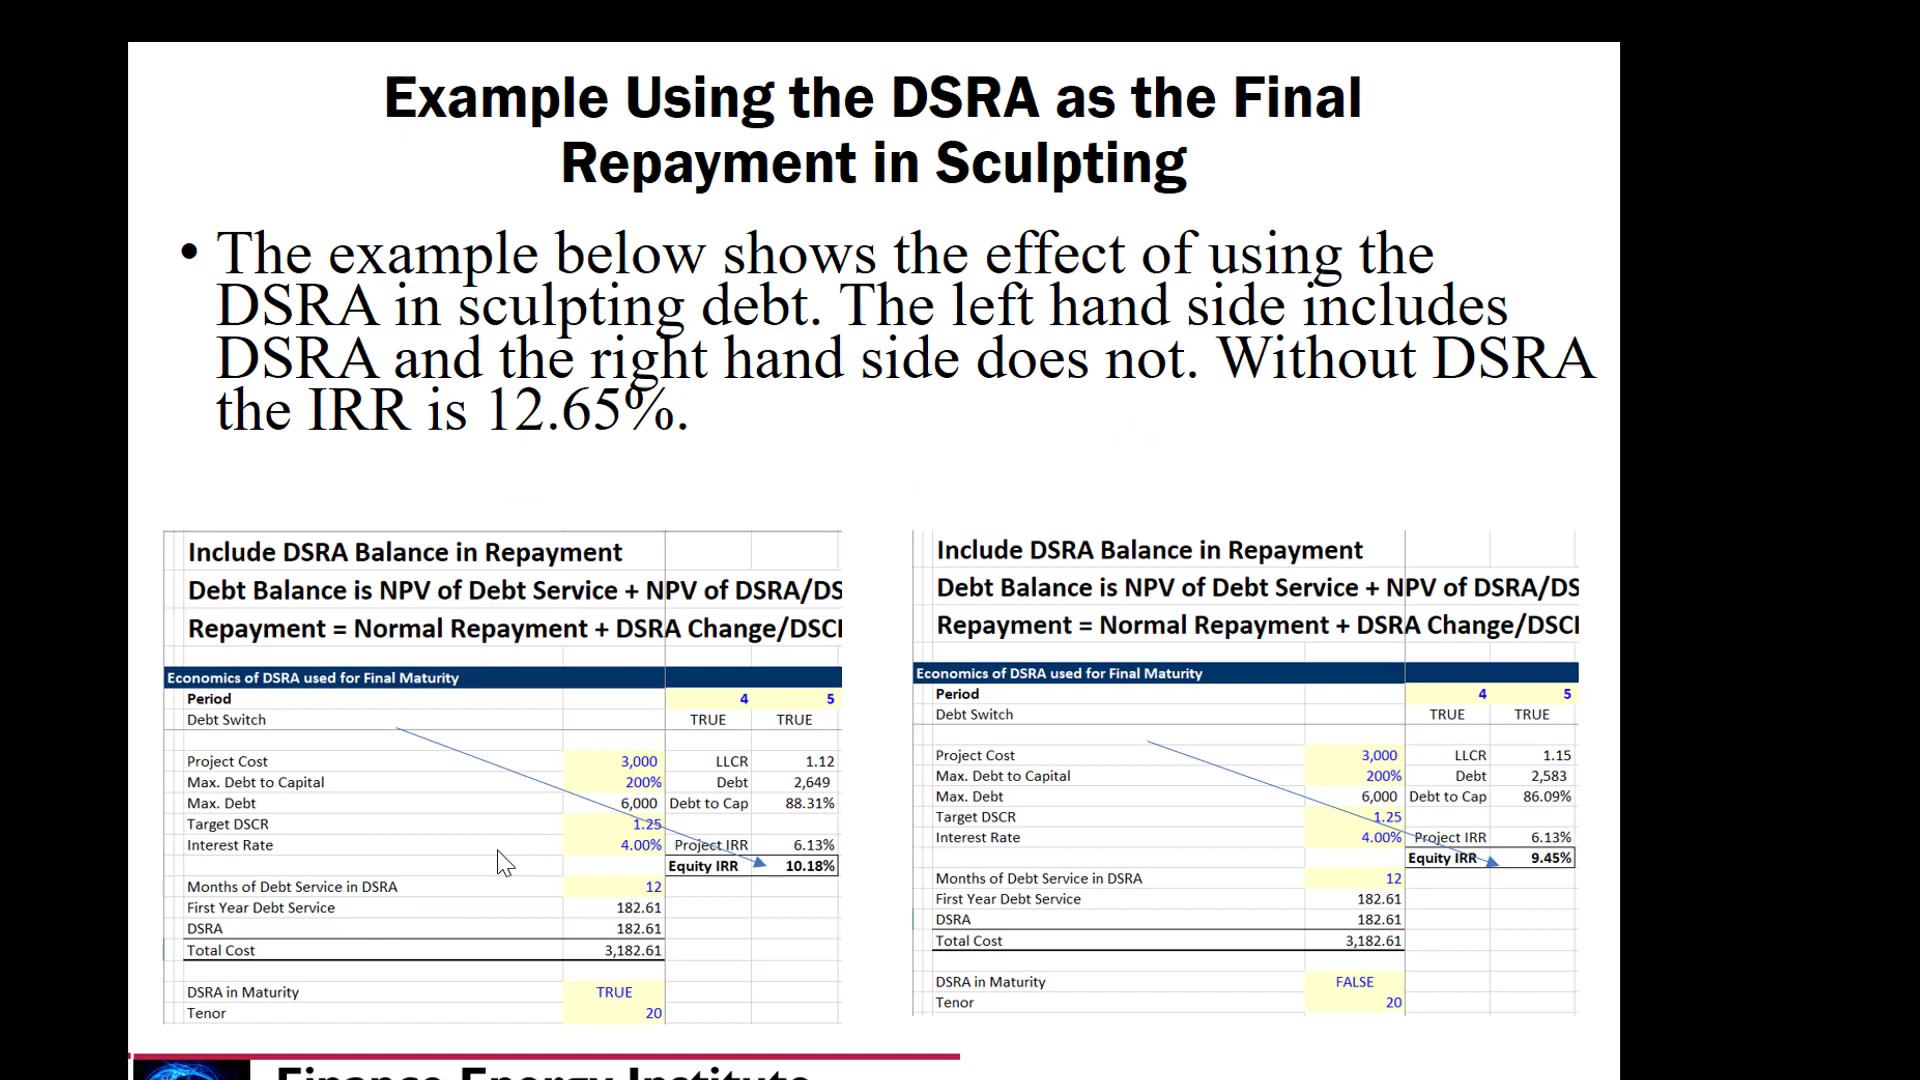 Example Using the DSRA as the Final
Repayment in Sculpting
• The example below shows the effect of using the
DSRA in sculpting debt. The left hand side includes
DSRA and the right hand side does not. Without DSRA
the IRR is 12.65%.
Include DSRA Balance in Repayment
Debt Balance is NPV of Debt Service + NPV of DSRA/DS
Repayment = Normal Repayment + DSRA Change/DSCI
Economics of DSRA used for Final Maturity
Period 4 5
Debt Switch TRUE TRUE
Project Cost 3,000 LLCR 1.12
Max. Debt to Capital 200% Debt 2,649
Max. Debt 6,000 Debt to Cap 88.31%
Target DSCR 1.25
Interest Rate 4.00% Project IRR 6.13%
Equity IRR 10.18%
Months of Debt Service in DSRA 12
First Year Debt Service 182.61
DSRA 182.61
Total Cost 3,182.61
DSRA in Maturity TRUE
Tenor 20
Include DSRA Balance in Repayment
Debt Balance is NPV of Debt Service + NPV of DSRA/DS
Repayment = Normal Repayment + DSRA Change/DSCI
Economics of DSRA used for Final Maturity
Period 4 5
Debt Switch TRUE TRUE
Project Cost 3,000 LLCR 1.15
Max. Debt to Capital 200% Debt 2,583
Max. Debt 6,000 Debt to Cap 86.09%
Target DSCR 1.25
Interest Rate 4.00% Project IRR 6.13%
Equity IRR 9.45%
Months of Debt Service in DSRA 12
First Year Debt Service 182.61
DSRA 182.61
Total Cost 3,182.61
DSRA in Maturity FALSE
Tenor 20
Finance Energy Institute